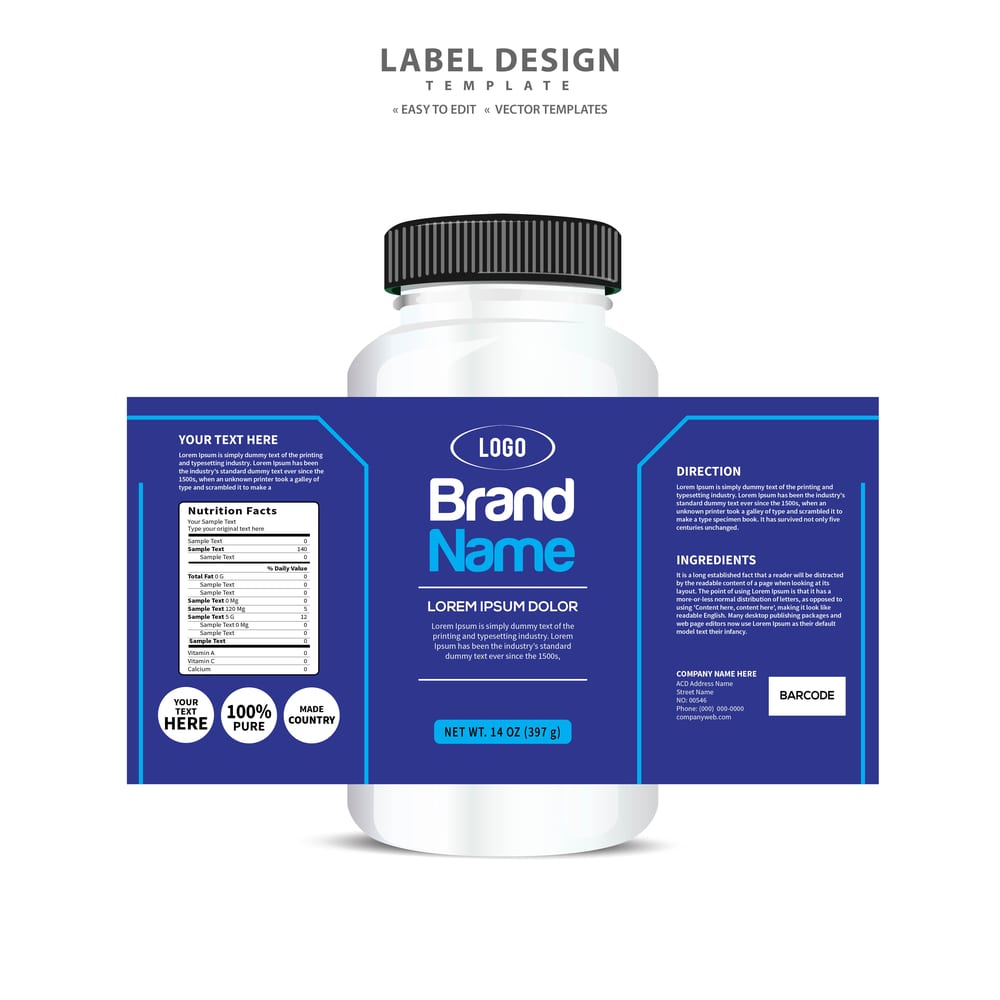 LABEL DESIGN
TEMPLATE
« EASY TO EDIT « VECTOR TEMPLATES
YOUR TEXT HERE
Lorem Ipsum is simply dummy text of the printing
and typesetting industry. Lorem Ipsum has been
the industry's standard dummy text ever since the
1500s, when an unknown printer took a galley of
type and scrambled it to make a
Nutrition Facts
Your Sample Text
Type your original text here
Sample Text 0
Sample Text 140
Sample Text 0
% Daily Value
Total Fat 0 G 0
Sample Text 0
Sample Text 0
Sample Text 0 Mg 0
Sample Text 120 Mg 5
Sample Text 5 G 12
Sample Text 0 Mg 0
Sample Text 0
Sample Text 0
Vitamin A 0
Vitamin C 0
Calcium 0
YOUR
TEXT
HERE
100%
PURE
MADE
COUNTRY
LOGO
Brand
Name
LOREM IPSUM DOLOR
Lorem Ipsum is simply dummy text of the
printing and typesetting industry. Lorem
Ipsum has been the industry's standard
dummy text ever since the 1500s,
NET WT. 14 OZ (397 g)
DIRECTION
Lorem Ipsum is simply dummy text of the printing and
typesetting industry. Lorem Ipsum has been the industry's
standard dummy text ever since the 1500s, when an
unknown printer took a galley of type and scrambled it to
make a type specimen book. It has survived not only five
centuries unchanged.
INGREDIENTS
It is a long established fact that a reader will be distracted
by the readable content of a page when looking at its
layout. The point of using Lorem Ipsum is that it has a
more-or-less normal distribution of letters, as opposed to
using 'Content here, content here', making it look like
readable English. Many desktop publishing packages and
web page editors now use Lorem Ipsum as their default
model text their infancy.
COMPANY NAME HERE
ACD Address Name
Street Name
NO: 00546
Phone: (000) 000-0000
companyweb.com
BARCODE